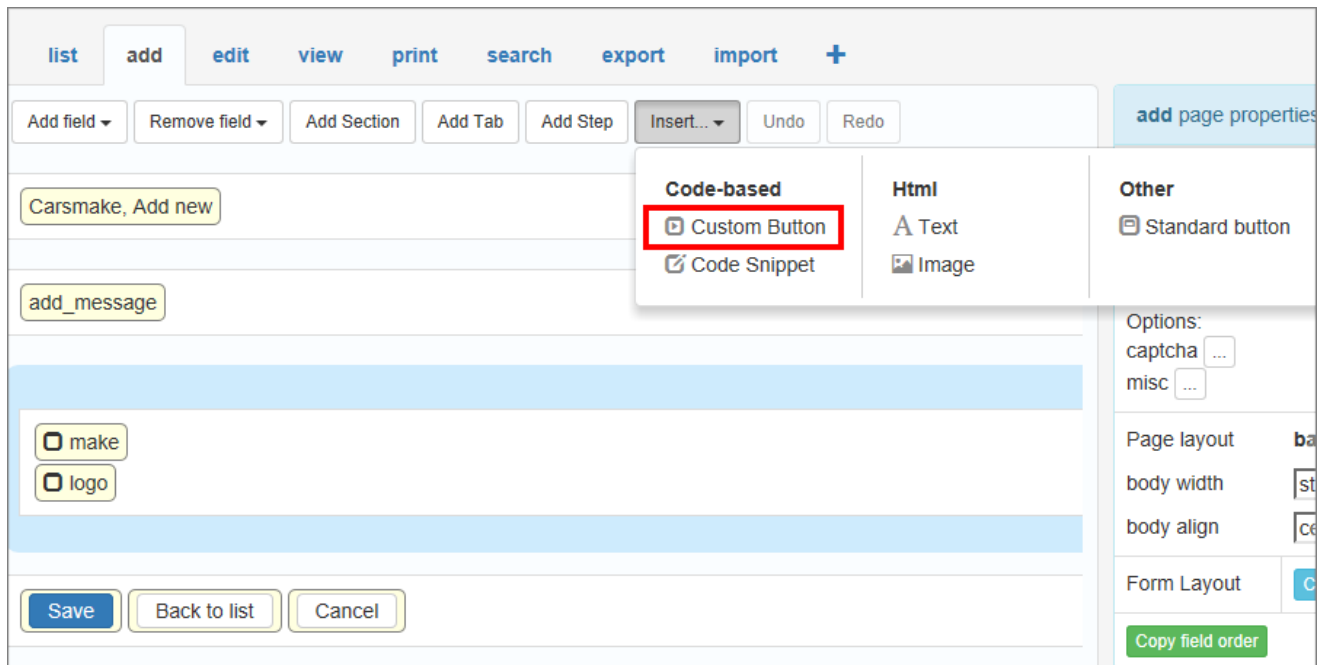 list add edit view print search export import
Add field Remove field Add Section Add Tab Add Step Insert... Undo Redo
add page properties
Code-based Html Other
Custom Button Text Standard button
Code Snippet Image
Carsmake, Add new
add_message
Options:
captcha ...
misc ...
make
logo
Page layout ba
body width st
body align ce
Form Layout C
Save Back to list Cancel
Copy field order